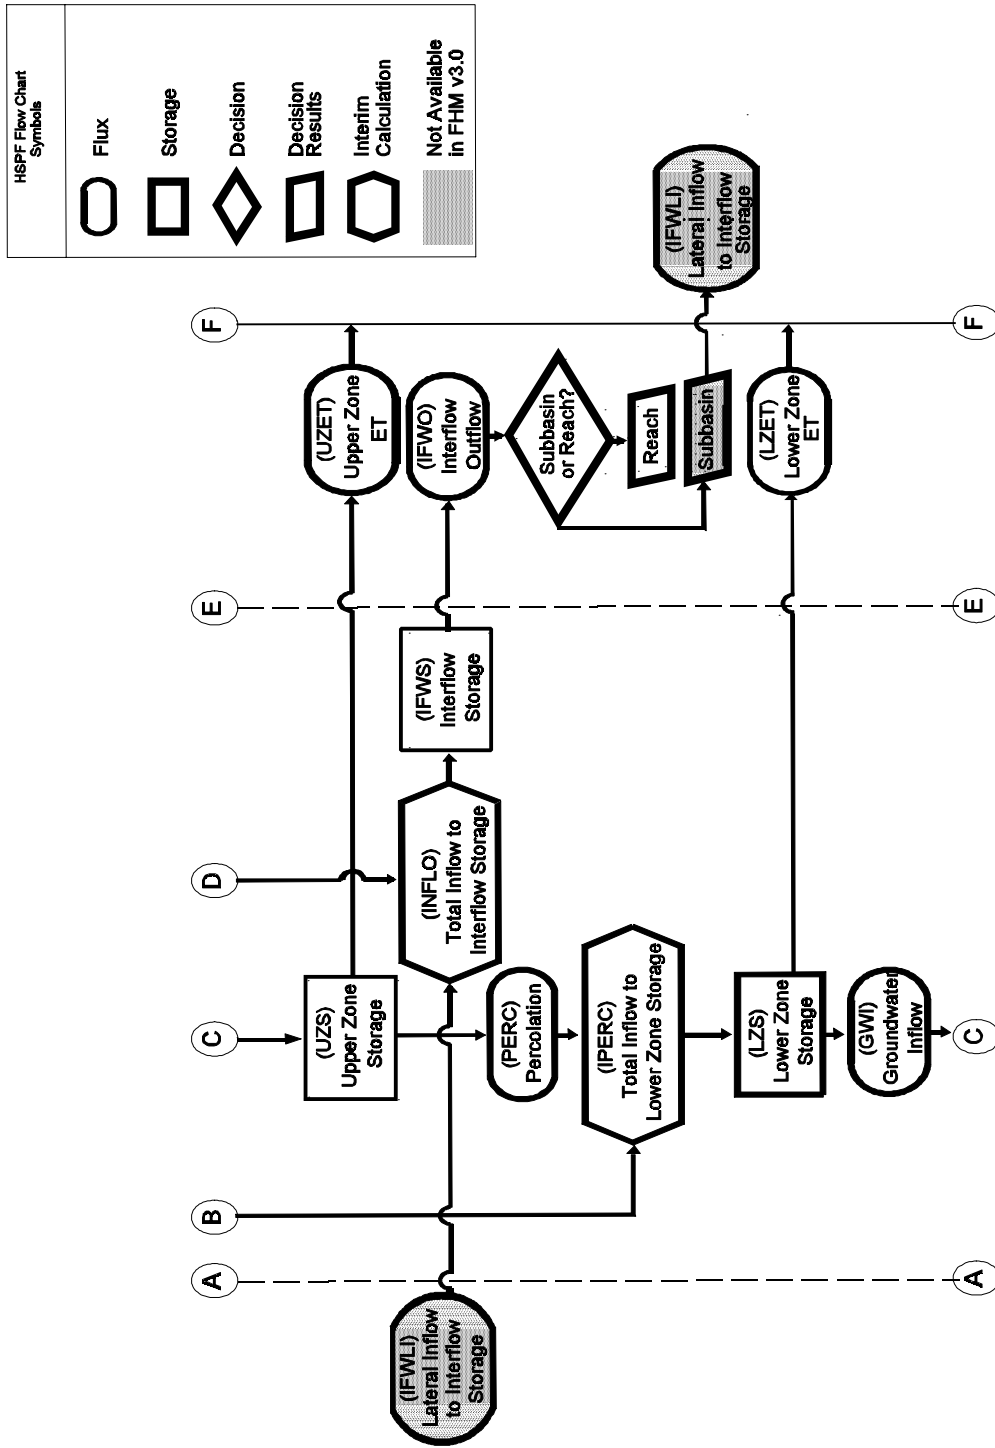 HSPF Flow Chart
Symbols
Flux
Storage
Decision
Decision
Results
Interim
Calculation
Not Available
in FHM v3.0
A
B
C
D
E
F
(IFWLI)
Lateral Inflow
to Interflow
Storage
(UZS)
Upper Zone
Storage
(UZET)
Upper Zone
ET
(INFLO)
Total Inflow to
Interflow Storage
(IFWS)
Interflow
Storage
(IFWO)
Interflow
Outflow
(PERC)
Percolation
Subbasin
or Reach?
(IPERC)
Total Inflow to
Lower Zone Storage
Reach
Subbasin
(IFWLI)
Lateral Inflow
to Interflow
Storage
(LZS)
Lower Zone
Storage
(LZET)
Lower Zone
ET
(GWI)
Groundwater
Inflow
A
C
E
F